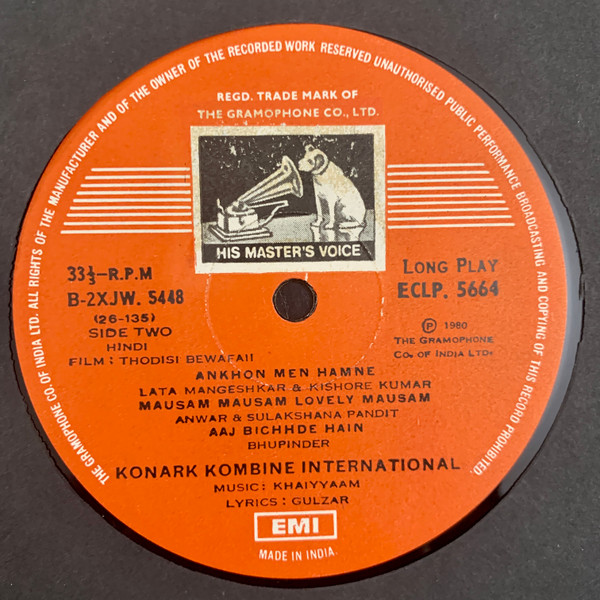 THE GRAMOPHONE CO. OF INDIA LTD. ALL RIGHTS OF THE MANUFACTURER AND OF THE OWNER OF THE RECORDED WORK RESERVED UNAUTHORISED PUBLIC PERFORMANCE BROADCASTING AND COPYING OF THIS RECORD PROHIBITED.
REGD. TRADE MARK OF
THE GRAMOPHONE CO., LTD.
HIS MASTER'S VOICE
33⅓-R.P.M
B-2XJW. 5448
(26-135)
SIDE TWO
HINDI
FILM : THODISI BEWAFAII
LONG PLAY
ECLP. 5664
Ⓟ 1980
THE GRAMOPHONE
CO. OF INDIA LTD.
ANKHON MEN HAMNE
LATA MANGESHKAR & KISHORE KUMAR
MAUSAM MAUSAM LOVELY MAUSAM
ANWAR & SULAKSHANA PANDIT
AAJ BICHHDE HAIN
BHUPINDER
KONARK KOMBINE INTERNATIONAL
MUSIC: KHAIYYAAM
LYRICS: GULZAR
EMI
MADE IN INDIA.